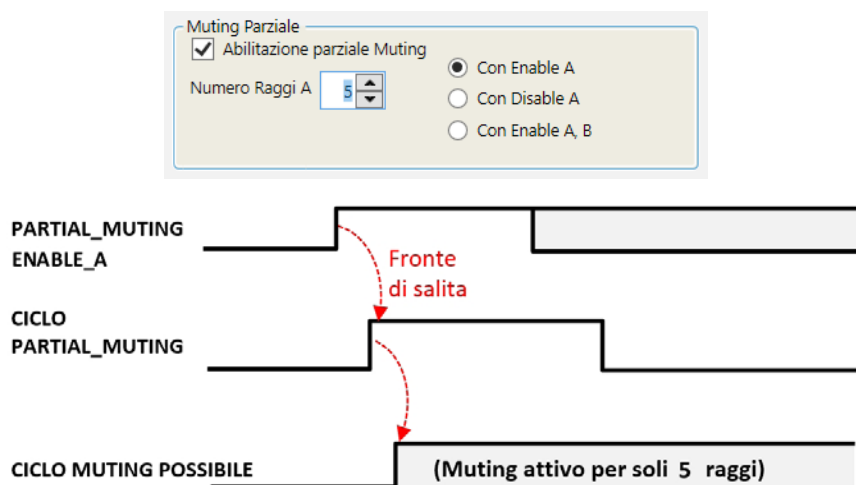 Muting Parziale
Abilitazione parziale Muting
Numero Raggi A 5
Con Enable A
Con Disable A
Con Enable A, B
PARTIAL_MUTING
ENABLE_A
Fronte
di salita
CICLO
PARTIAL_MUTING
CICLO MUTING POSSIBILE
(Muting attivo per soli 5 raggi)